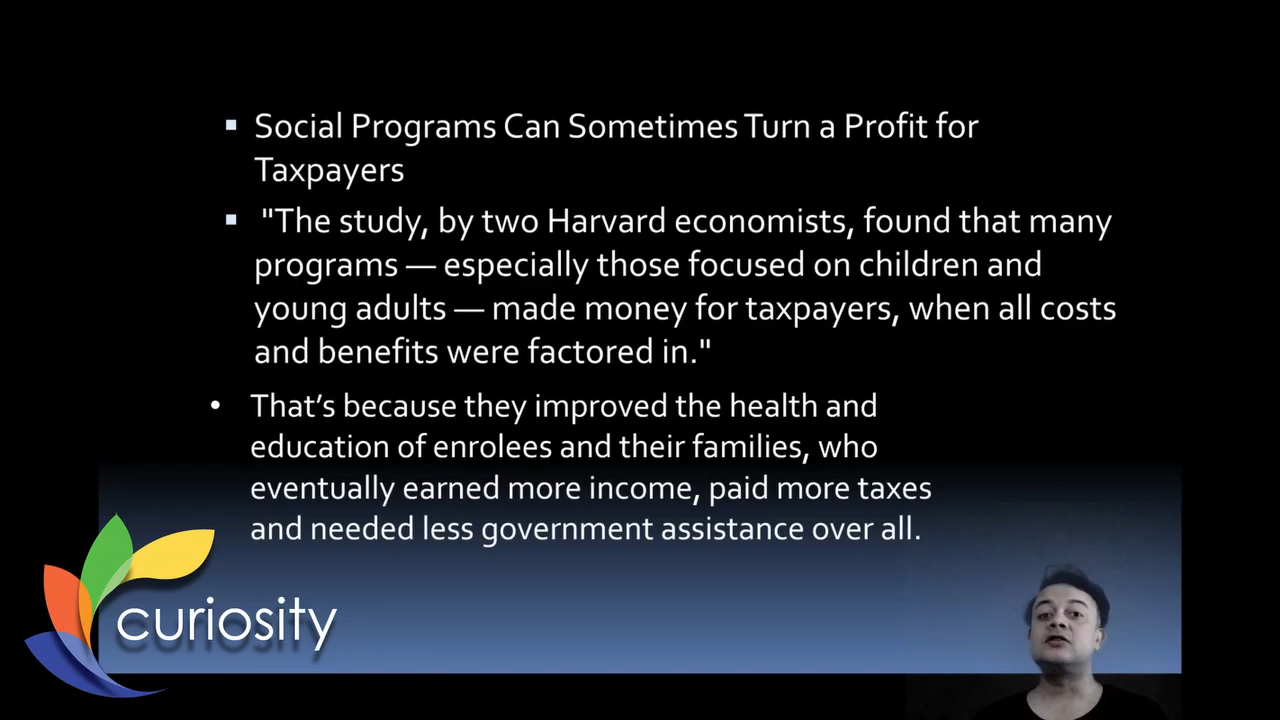 Social Programs Can Sometimes Turn a Profit for
Taxpayers
"The study, by two Harvard economists, found that many
programs — especially those focused on children and
young adults — made money for taxpayers, when all costs
and benefits were factored in."
That’s because they improved the health and
education of enrolees and their families, who
eventually earned more income, paid more taxes
and needed less government assistance over all.
curiosity